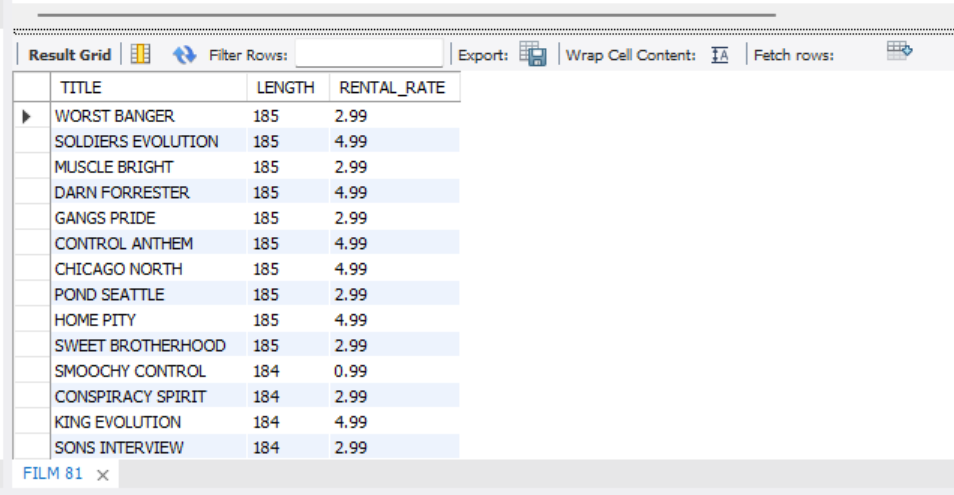 Result Grid Filter Rows: Export: Wrap Cell Content: Fetch rows:
TITLE LENGTH RENTAL_RATE
WORST BANGER 185 2.99
SOLDIERS EVOLUTION 185 4.99
MUSCLE BRIGHT 185 2.99
DARN FORRESTER 185 4.99
GANGS PRIDE 185 2.99
CONTROL ANTHEM 185 4.99
CHICAGO NORTH 185 4.99
POND SEATTLE 185 2.99
HOME PITY 185 4.99
SWEET BROTHERHOOD 185 2.99
SMOOCHY CONTROL 184 0.99
CONSPIRACY SPIRIT 184 2.99
KING EVOLUTION 184 4.99
SONS INTERVIEW 184 2.99
FILM 81